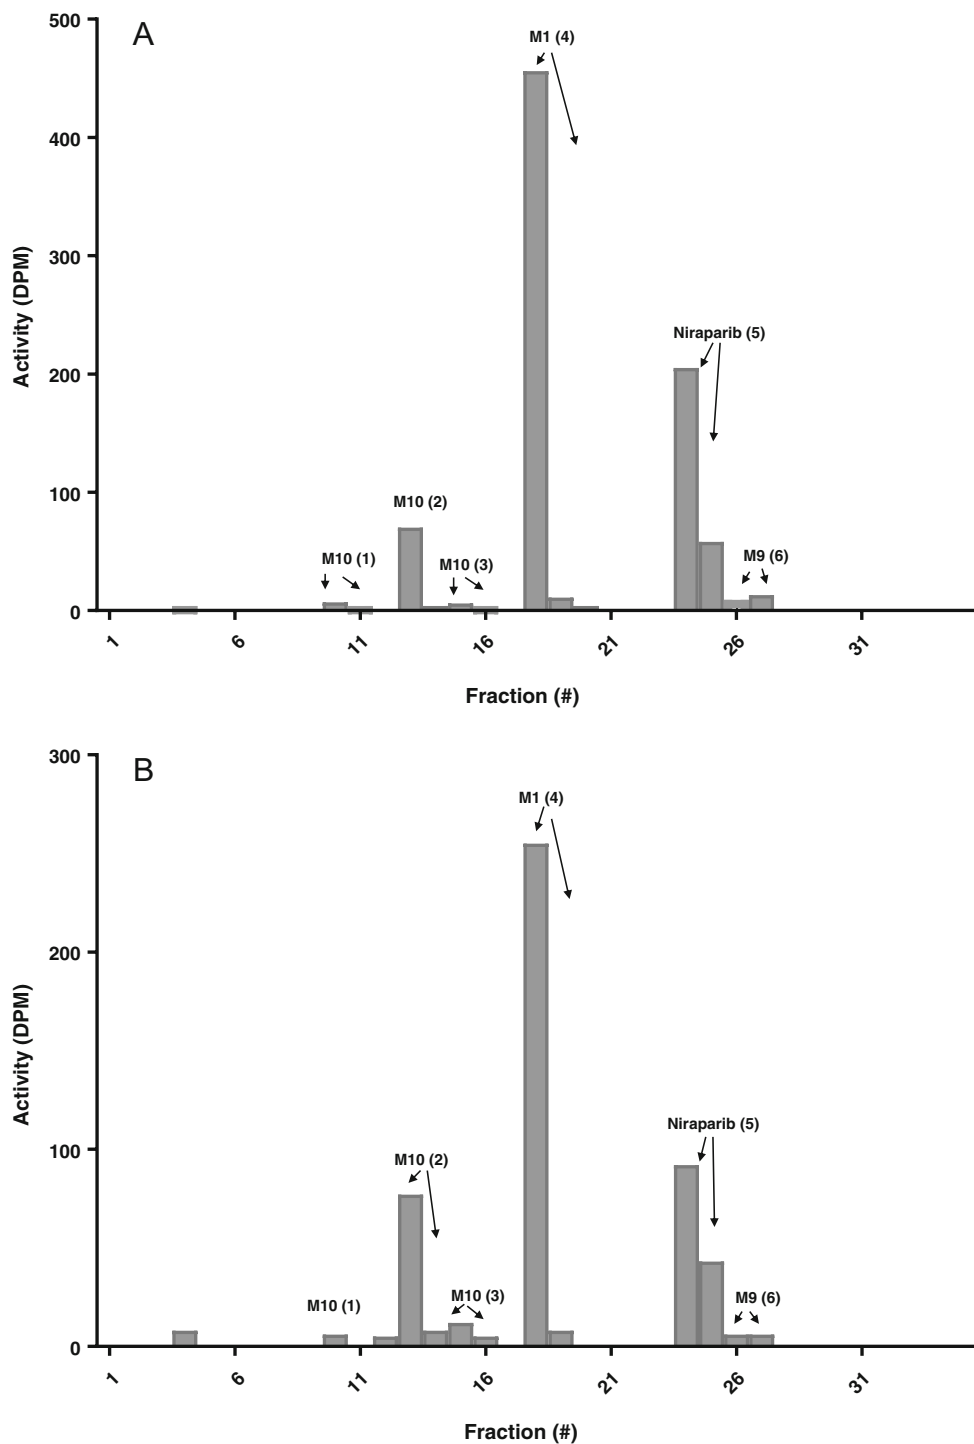 A
500
400
300
200
100
0
Activity (DPM)
M1 (4)
Niraparib (5)
M10 (2)
M10 (1)
M10 (3)
M9 (6)
1 6 11 16 21 26 31
Fraction (#)
B
300
200
100
0
Activity (DPM)
M1 (4)
Niraparib (5)
M10 (2)
M10 (3)
M9 (6)
M10 (1)
1 6 11 16 21 26 31
Fraction (#)